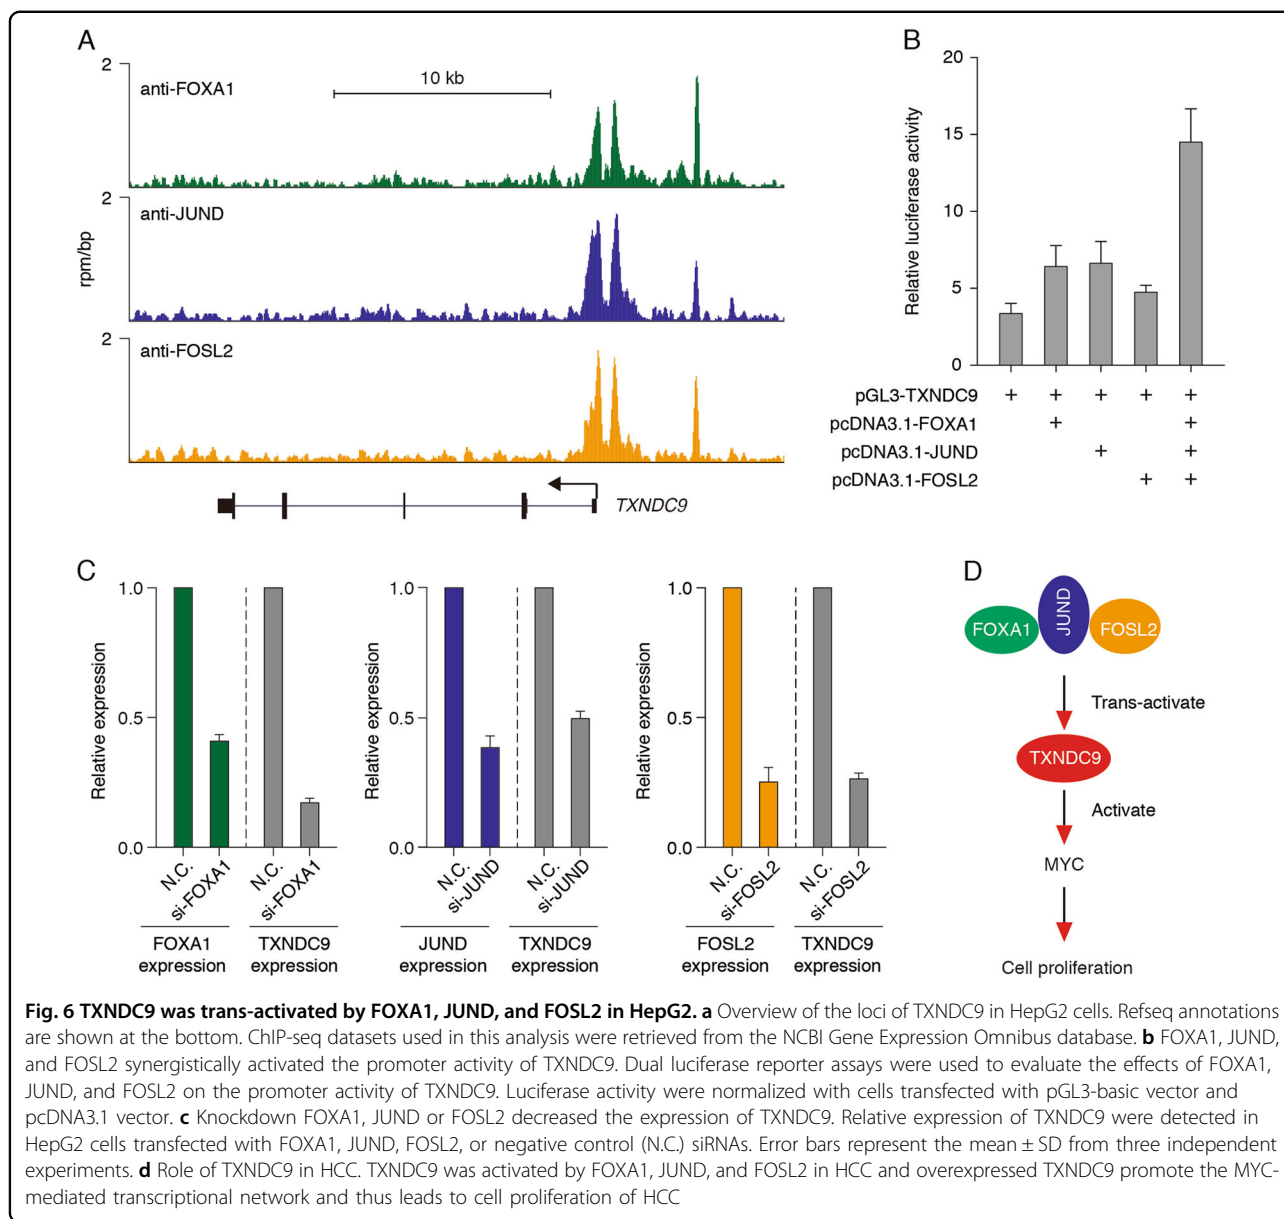 A
2
anti-FOXA1
10 kb
2
anti-JUND
rpm/bp
2
anti-FOSL2
TXNDC9
B
20
15
10
5
0
Relative luciferase activity
pGL3-TXNDC9 + + + + +
pcDNA3.1-FOXA1 + +
pcDNA3.1-JUND + +
pcDNA3.1-FOSL2 + +
C
1.0
0.5
0.0
Relative expression
N.C.
si-FOXA1
N.C.
si-FOXA1
FOXA1
expression
TXNDC9
expression
1.0
0.5
0.0
Relative expression
N.C.
si-JUND
N.C.
si-JUND
JUND
expression
TXNDC9
expression
1.0
0.5
0.0
Relative expression
N.C.
si-FOSL2
N.C.
si-FOSL2
FOSL2
expression
TXNDC9
expression
D
FOXA1
JUND
FOSL2
Trans-activate
TXNDC9
Activate
MYC
Cell proliferation
Fig. 6 TXNDC9 was trans-activated by FOXA1, JUND, and FOSL2 in HepG2. a Overview of the loci of TXNDC9 in HepG2 cells. Refseq annotations
are shown at the bottom. ChIP-seq datasets used in this analysis were retrieved from the NCBI Gene Expression Omnibus database. b FOXA1, JUND,
and FOSL2 synergistically activated the promoter activity of TXNDC9. Dual luciferase reporter assays were used to evaluate the effects of FOXA1,
JUND, and FOSL2 on the promoter activity of TXNDC9. Luciferase activity were normalized with cells transfected with pGL3-basic vector and
pcDNA3.1 vector. c Knockdown FOXA1, JUND or FOSL2 decreased the expression of TXNDC9. Relative expression of TXNDC9 were detected in
HepG2 cells transfected with FOXA1, JUND, FOSL2, or negative control (N.C.) siRNAs. Error bars represent the mean ± SD from three independent
experiments. d Role of TXNDC9 in HCC. TXNDC9 was activated by FOXA1, JUND, and FOSL2 in HCC and overexpressed TXNDC9 promote the MYC-
mediated transcriptional network and thus leads to cell proliferation of HCC